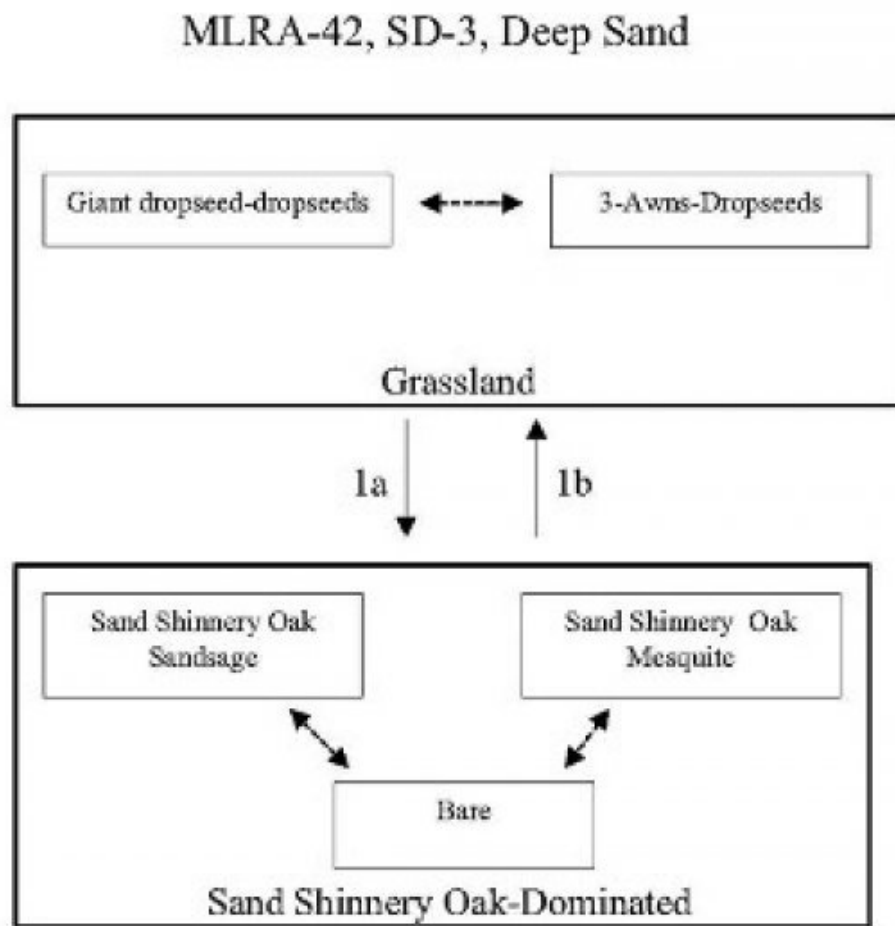 MLRA-42, SD-3, Deep Sand
Giant dropseed-dropseeds
3-Awns-Dropseeds
Grassland
1a
1b
Sand Shinnery Oak
Sandsage
Sand Shinnery Oak
Mesquite
Bare
Sand Shinnery Oak-Dominated